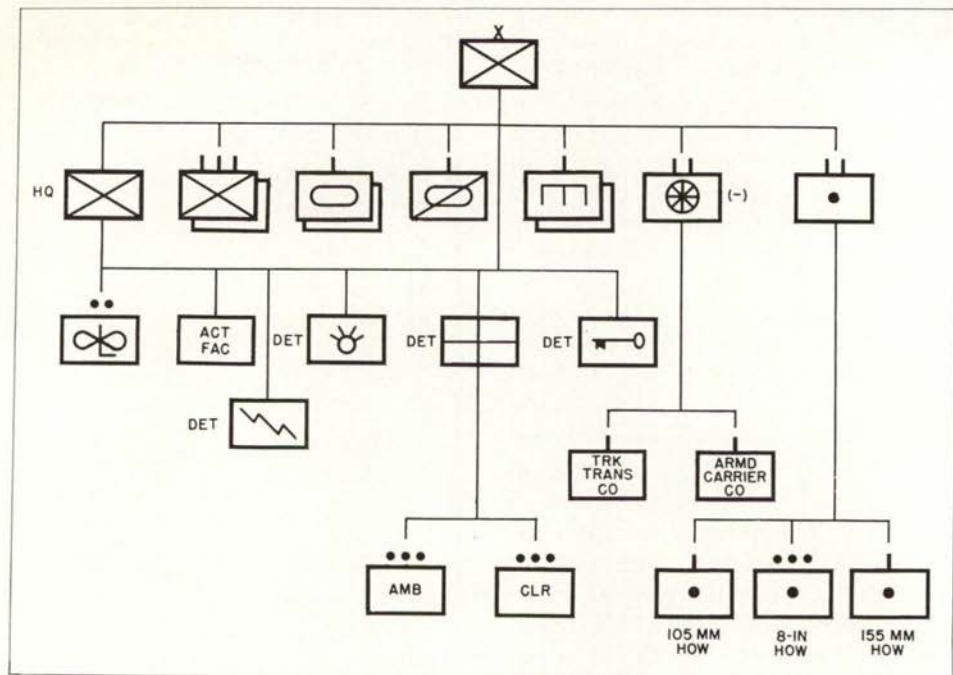 X
HQ
(-)
ACT
FAC
DET
DET
DET
DET
TRK
TRANS
CO
ARMD
CARRIER
CO
AMB
CLR
105 MM
HOW
8-IN
HOW
155 MM
HOW